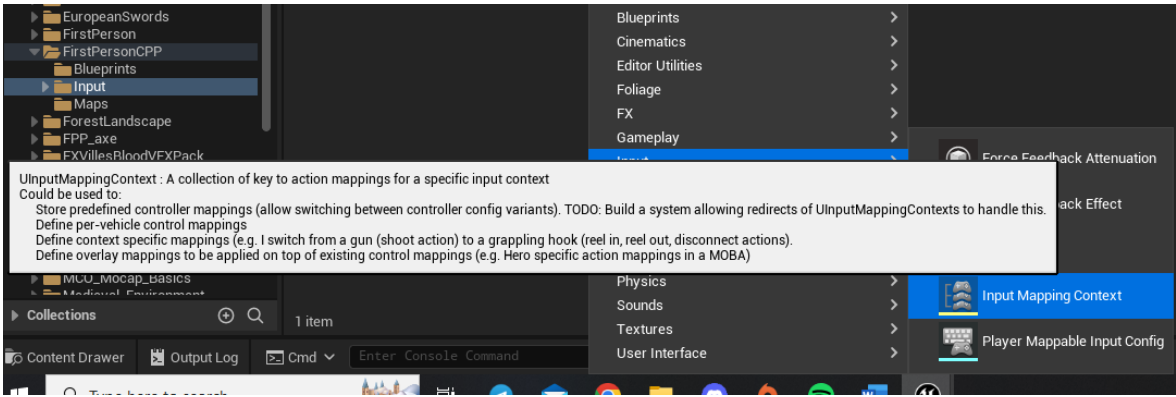 EuropeanSwords
FirstPerson
FirstPersonCPP
Blueprints
Input
Maps
ForestLandscape
FPP_axe
FXVillesBloodVFXPack
MCO_Mocap_Basics
Medieval_Environment
Collections
1 item
Blueprints
Cinematics
Editor Utilities
Foliage
FX
Gameplay
Input
Physics
Sounds
Textures
User Interface
Force Feedback Attenuation
ack Effect
Input Mapping Context
Player Mappable Input Config
UInputMappingContext : A collection of key to action mappings for a specific input context
Could be used to:
Store predefined controller mappings (allow switching between controller config variants). TODO: Build a system allowing redirects of UInputMappingContexts to handle this.
Define per-vehicle control mappings
Define context specific mappings (e.g. I switch from a gun (shoot action) to a grappling hook (reel in, reel out, disconnect actions).
Define overlay mappings to be applied on top of existing control mappings (e.g. Hero specific action mappings in a MOBA)
Content Drawer
Output Log
Cmd
Enter Console Command
Type here to search